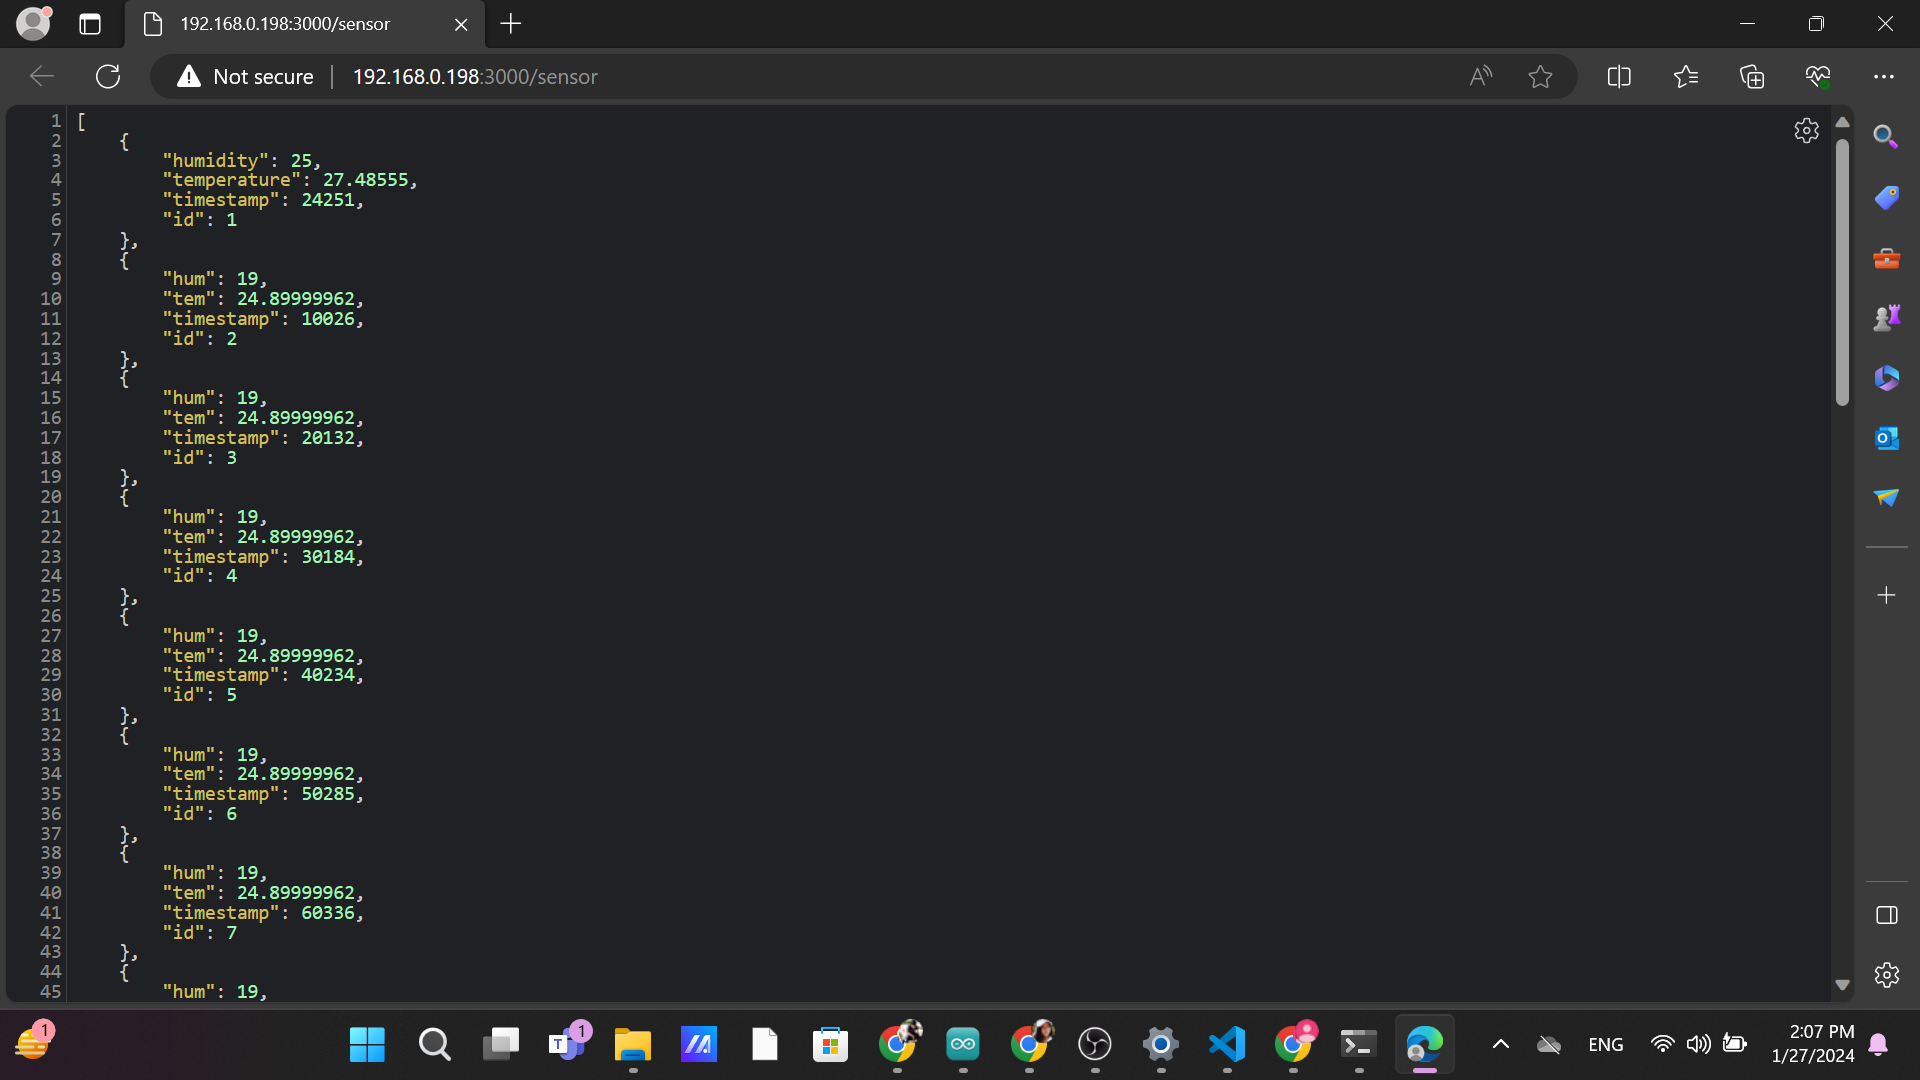 192.168.0.198:3000/sensor
Not secure
192.168.0.198:3000/sensor
1 [
2 {
3 "humidity": 25,
4 "temperature": 27.48555,
5 "timestamp": 24251,
6 "id": 1
7 },
8 {
9 "hum": 19,
10 "tem": 24.89999962,
11 "timestamp": 10026,
12 "id": 2
13 },
14 {
15 "hum": 19,
16 "tem": 24.89999962,
17 "timestamp": 20132,
18 "id": 3
19 },
20 {
21 "hum": 19,
22 "tem": 24.89999962,
23 "timestamp": 30184,
24 "id": 4
25 },
26 {
27 "hum": 19,
28 "tem": 24.89999962,
29 "timestamp": 40234,
30 "id": 5
31 },
32 {
33 "hum": 19,
34 "tem": 24.89999962,
35 "timestamp": 50285,
36 "id": 6
37 },
38 {
39 "hum": 19,
40 "tem": 24.89999962,
41 "timestamp": 60336,
42 "id": 7
43 },
44 {
45 "hum": 19,
1
1
ENG
2:07 PM
1/27/2024